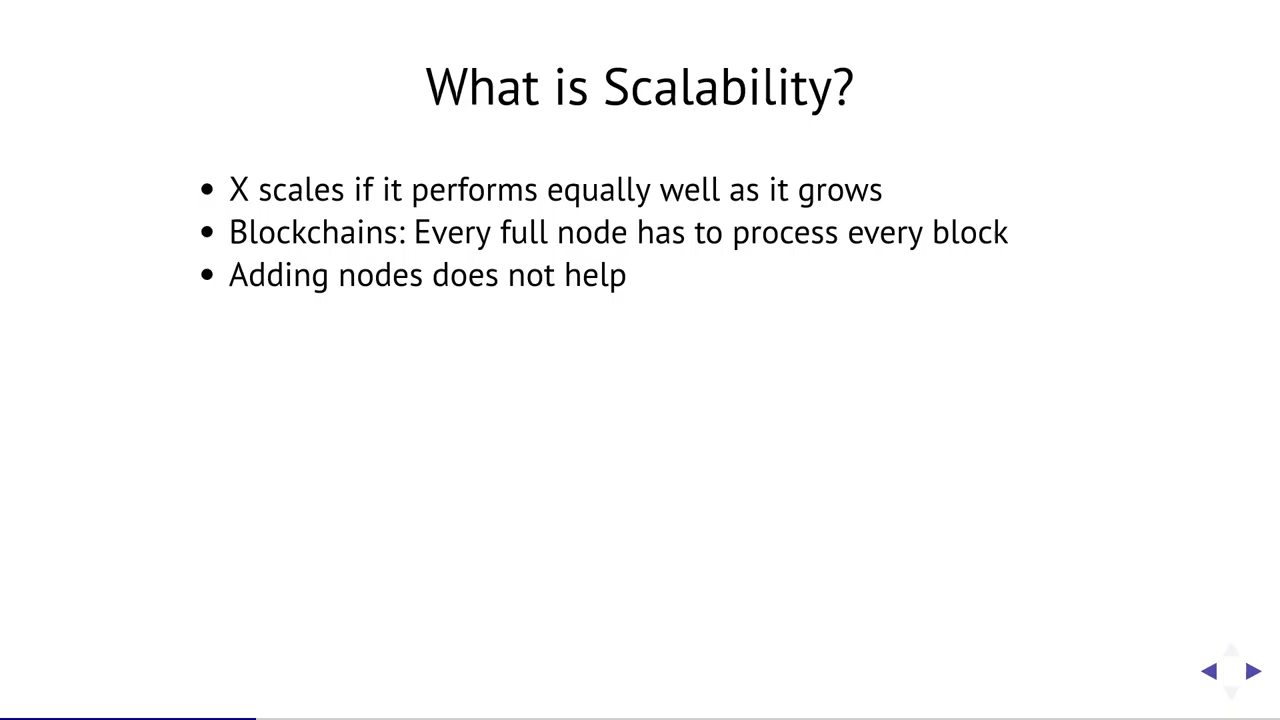 What is Scalability?
• X scales if it performs equally well as it grows
• Blockchains: Every full node has to process every block
• Adding nodes does not help